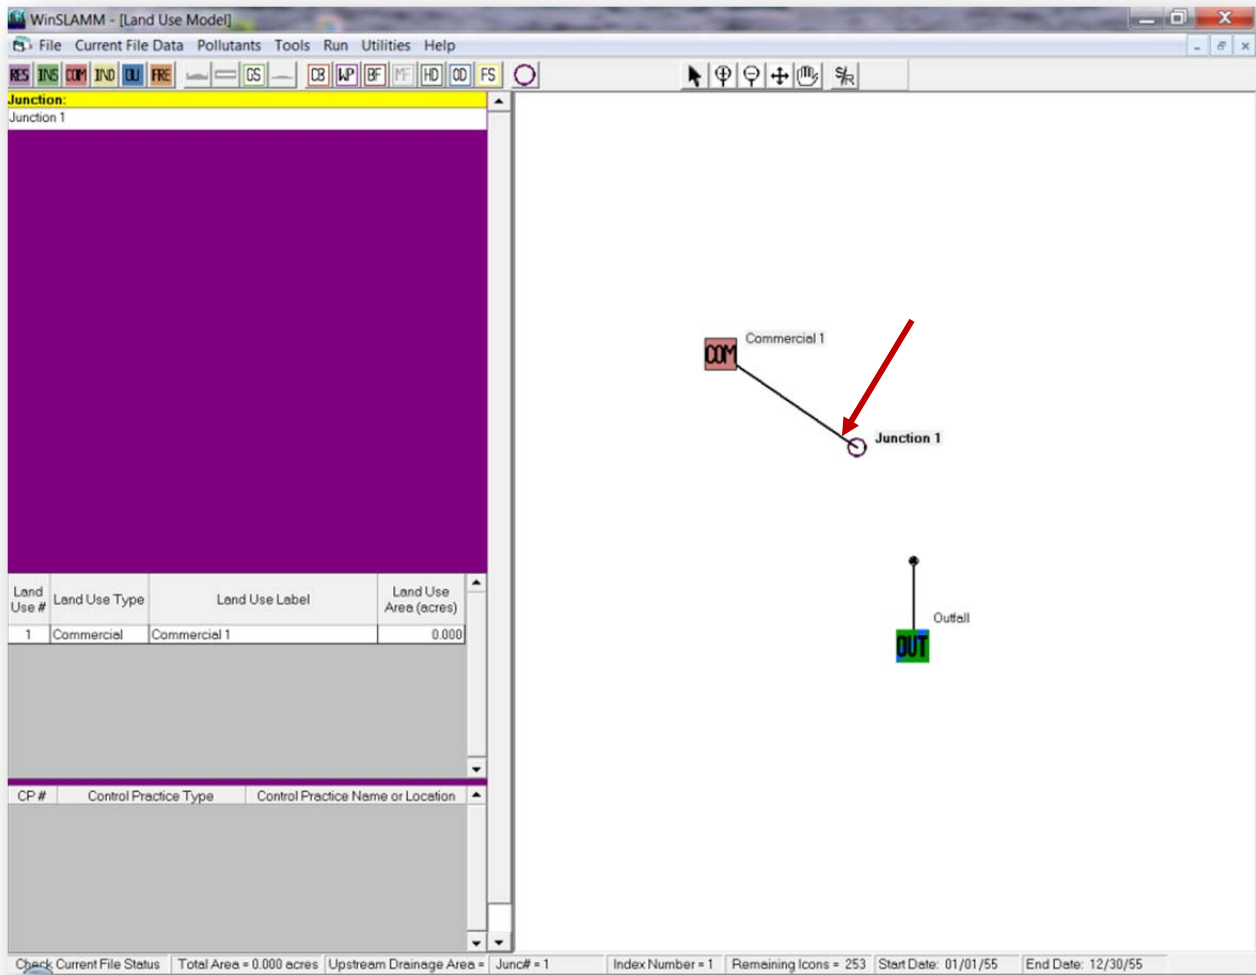 WinSLAMM - [Land Use Model]
File Current File Data Pollutants Tools Run Utilities Help
RES INS COM IND OU FRE GS CB WP BF MF HD OD FS S/R
Junction:
Junction 1
Commercial 1
COM
Junction 1
Outfall
OUT
Land Use # Land Use Type Land Use Label Land Use Area (acres)
1 Commercial Commercial 1 0.000
CP # Control Practice Type Control Practice Name or Location
Check Current File Status Total Area = 0.000 acres Upstream Drainage Area = Junc# = 1 Index Number = 1 Remaining Icons = 253 Start Date: 01/01/55 End Date: 12/30/55